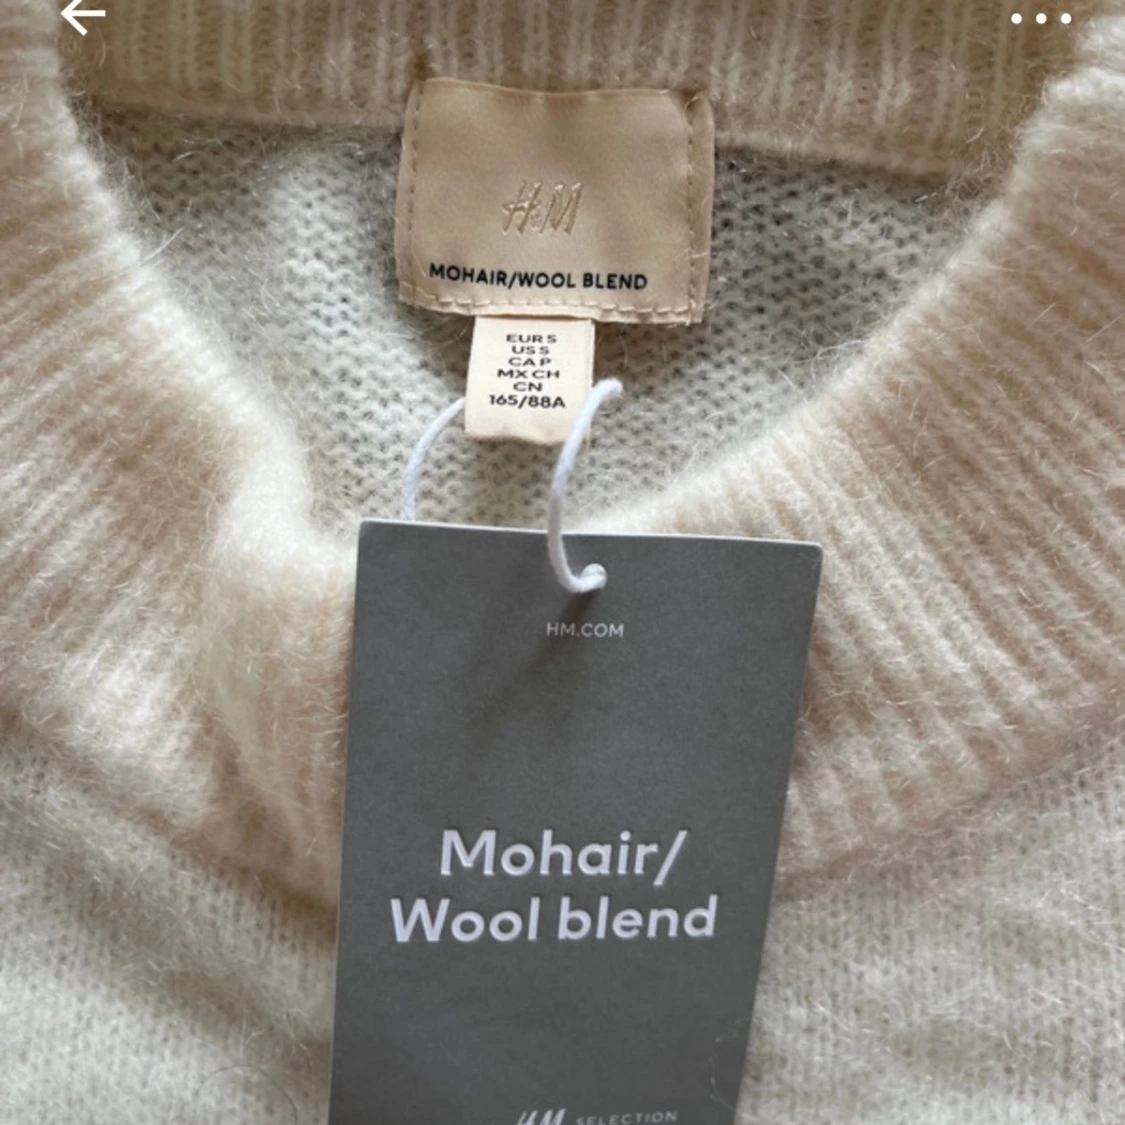 H&M
MOHAIR/WOOL BLEND
EUR S
US S
CA P
MX CH
CN
165/88A
HM.COM
Mohair/
Wool blend
H&M SELECTION